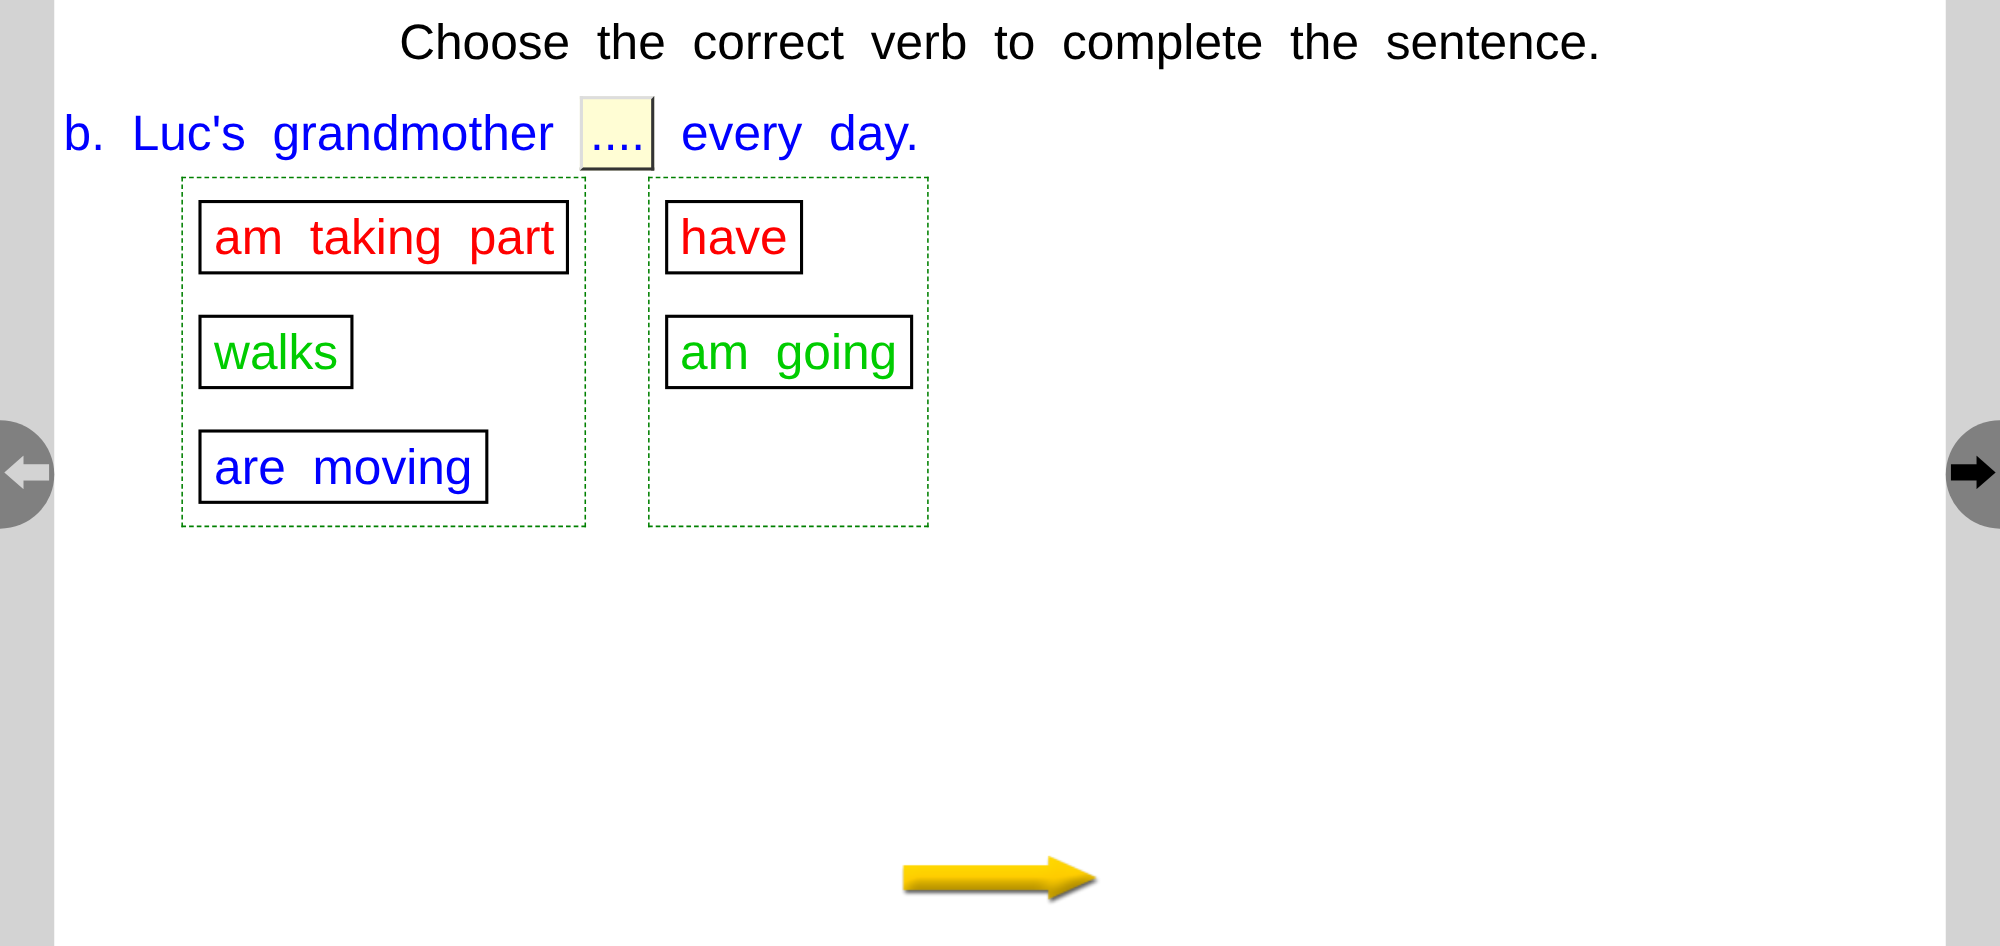 Choose the correct verb to complete the sentence.
b. Luc's grandmother .... every day.
am taking part
have
walks
am going
are moving